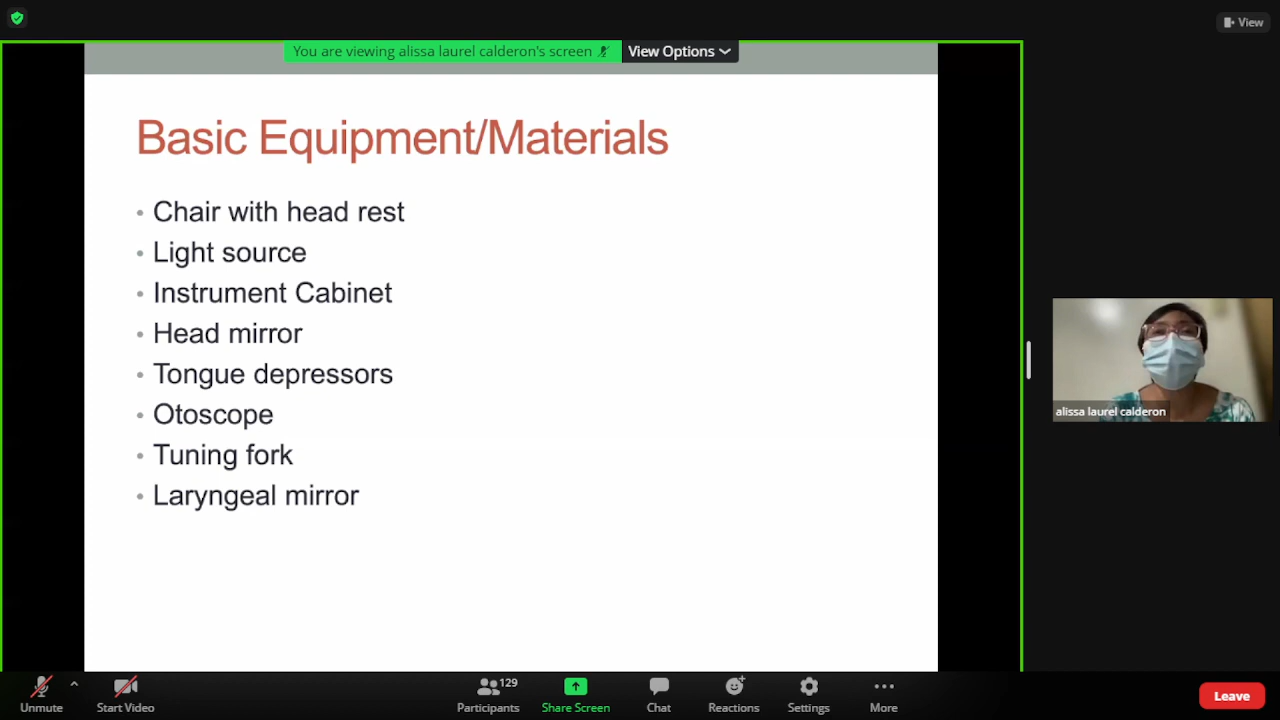 View
You are viewing alissa laurel calderon's screen
View Options
Basic Equipment/Materials
• Chair with head rest
• Light source
• Instrument Cabinet
• Head mirror
• Tongue depressors
• Otoscope
• Tuning fork
• Laryngeal mirror
alissa laurel calderon
Unmute
Start Video
129
Participants
Share Screen
Chat
Reactions
Settings
More
Leave